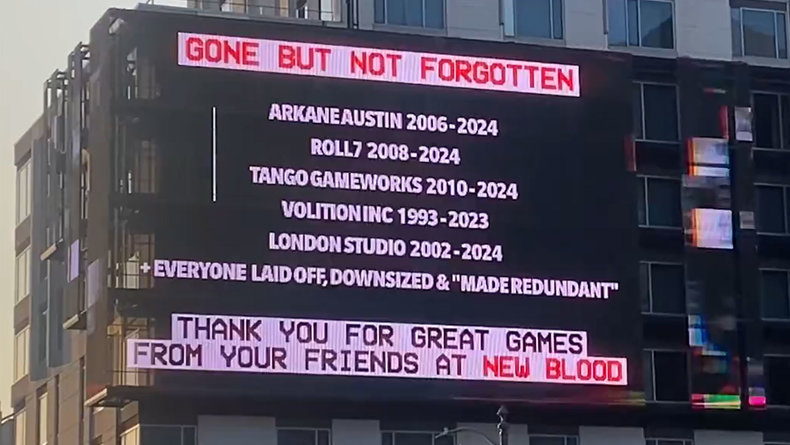 GONE BUT NOT FORGOTTEN
ARKANE AUSTIN 2006-2024
ROLL7 2008-2024
TANGO GAMEWORKS 2010-2024
VOLITION INC 1993-2023
LONDON STUDIO 2002-2024
+ EVERYONE LAID OFF, DOWNSIZED & "MADE REDUNDANT"
THANK YOU FOR GREAT GAMES
FROM YOUR FRIENDS AT NEW BLOOD